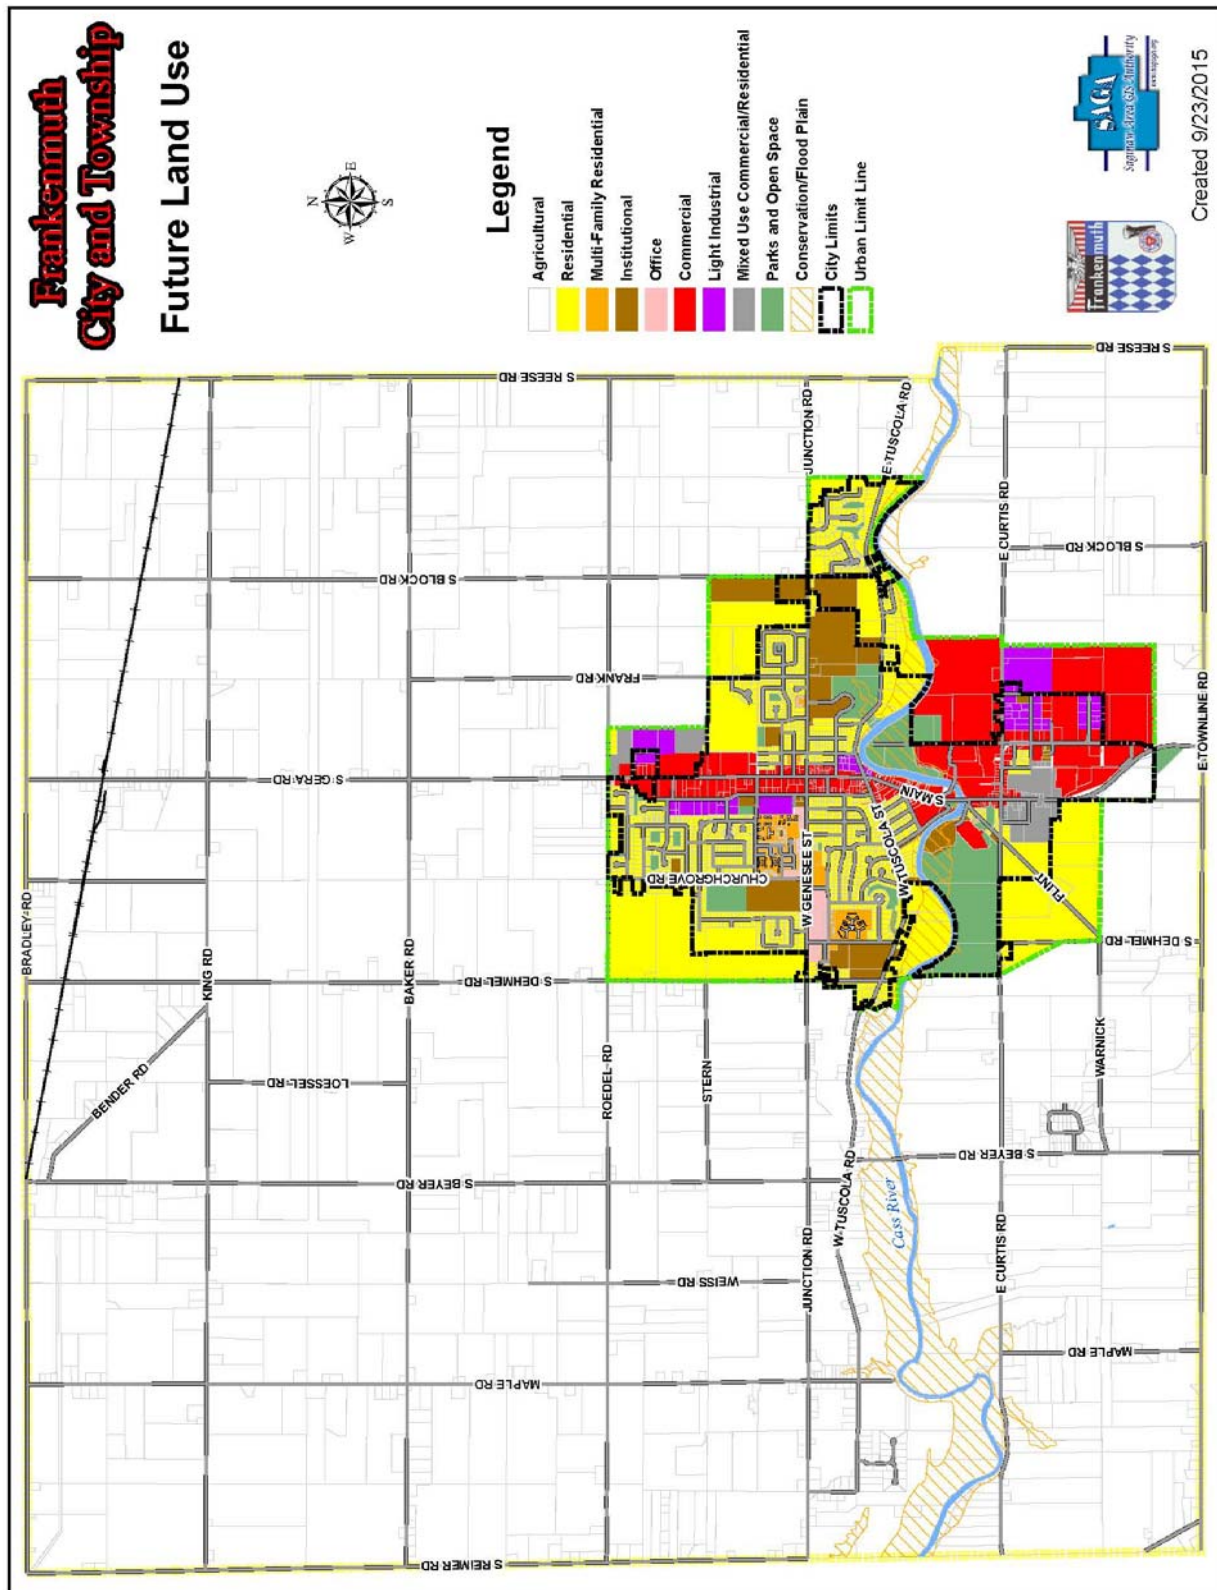 Frankenmuth
City and Township
Future Land Use
N
W
E
S
Legend
Agricultural
Residential
Multi-Family Residential
Institutional
Office
Commercial
Light Industrial
Mixed Use Commercial/Residential
Parks and Open Space
Conservation/Flood Plain
City Limits
Urban Limit Line
Frankenmuth
SAGA
Saginaw Area GIS Authority
Created 9/23/2015
BRADLEY RD
KING RD
BENDER RD
LOESSEL RD
BAKER RD
S REIMER RD
MAPLE RD
S BEYER RD
S DEHMEL RD
S GERA RD
S BLOCK RD
S REESE RD
FRANK RD
ROEDEL RD
STERN
WEISS RD
CHURCHGROVE RD
JUNCTION RD
W GENESEE ST
JUNCTION RD
W TUSCOLA RD
W TUSCOLA ST
E TUSCOLA RD
S MAIN
Cass River
E CURTIS RD
E CURTIS RD
FLINT
MAPLE RD
S BEYER RD
WARNICK
S DEHMEL RD
S BLOCK RD
S REESE RD
E TOWNLINE RD